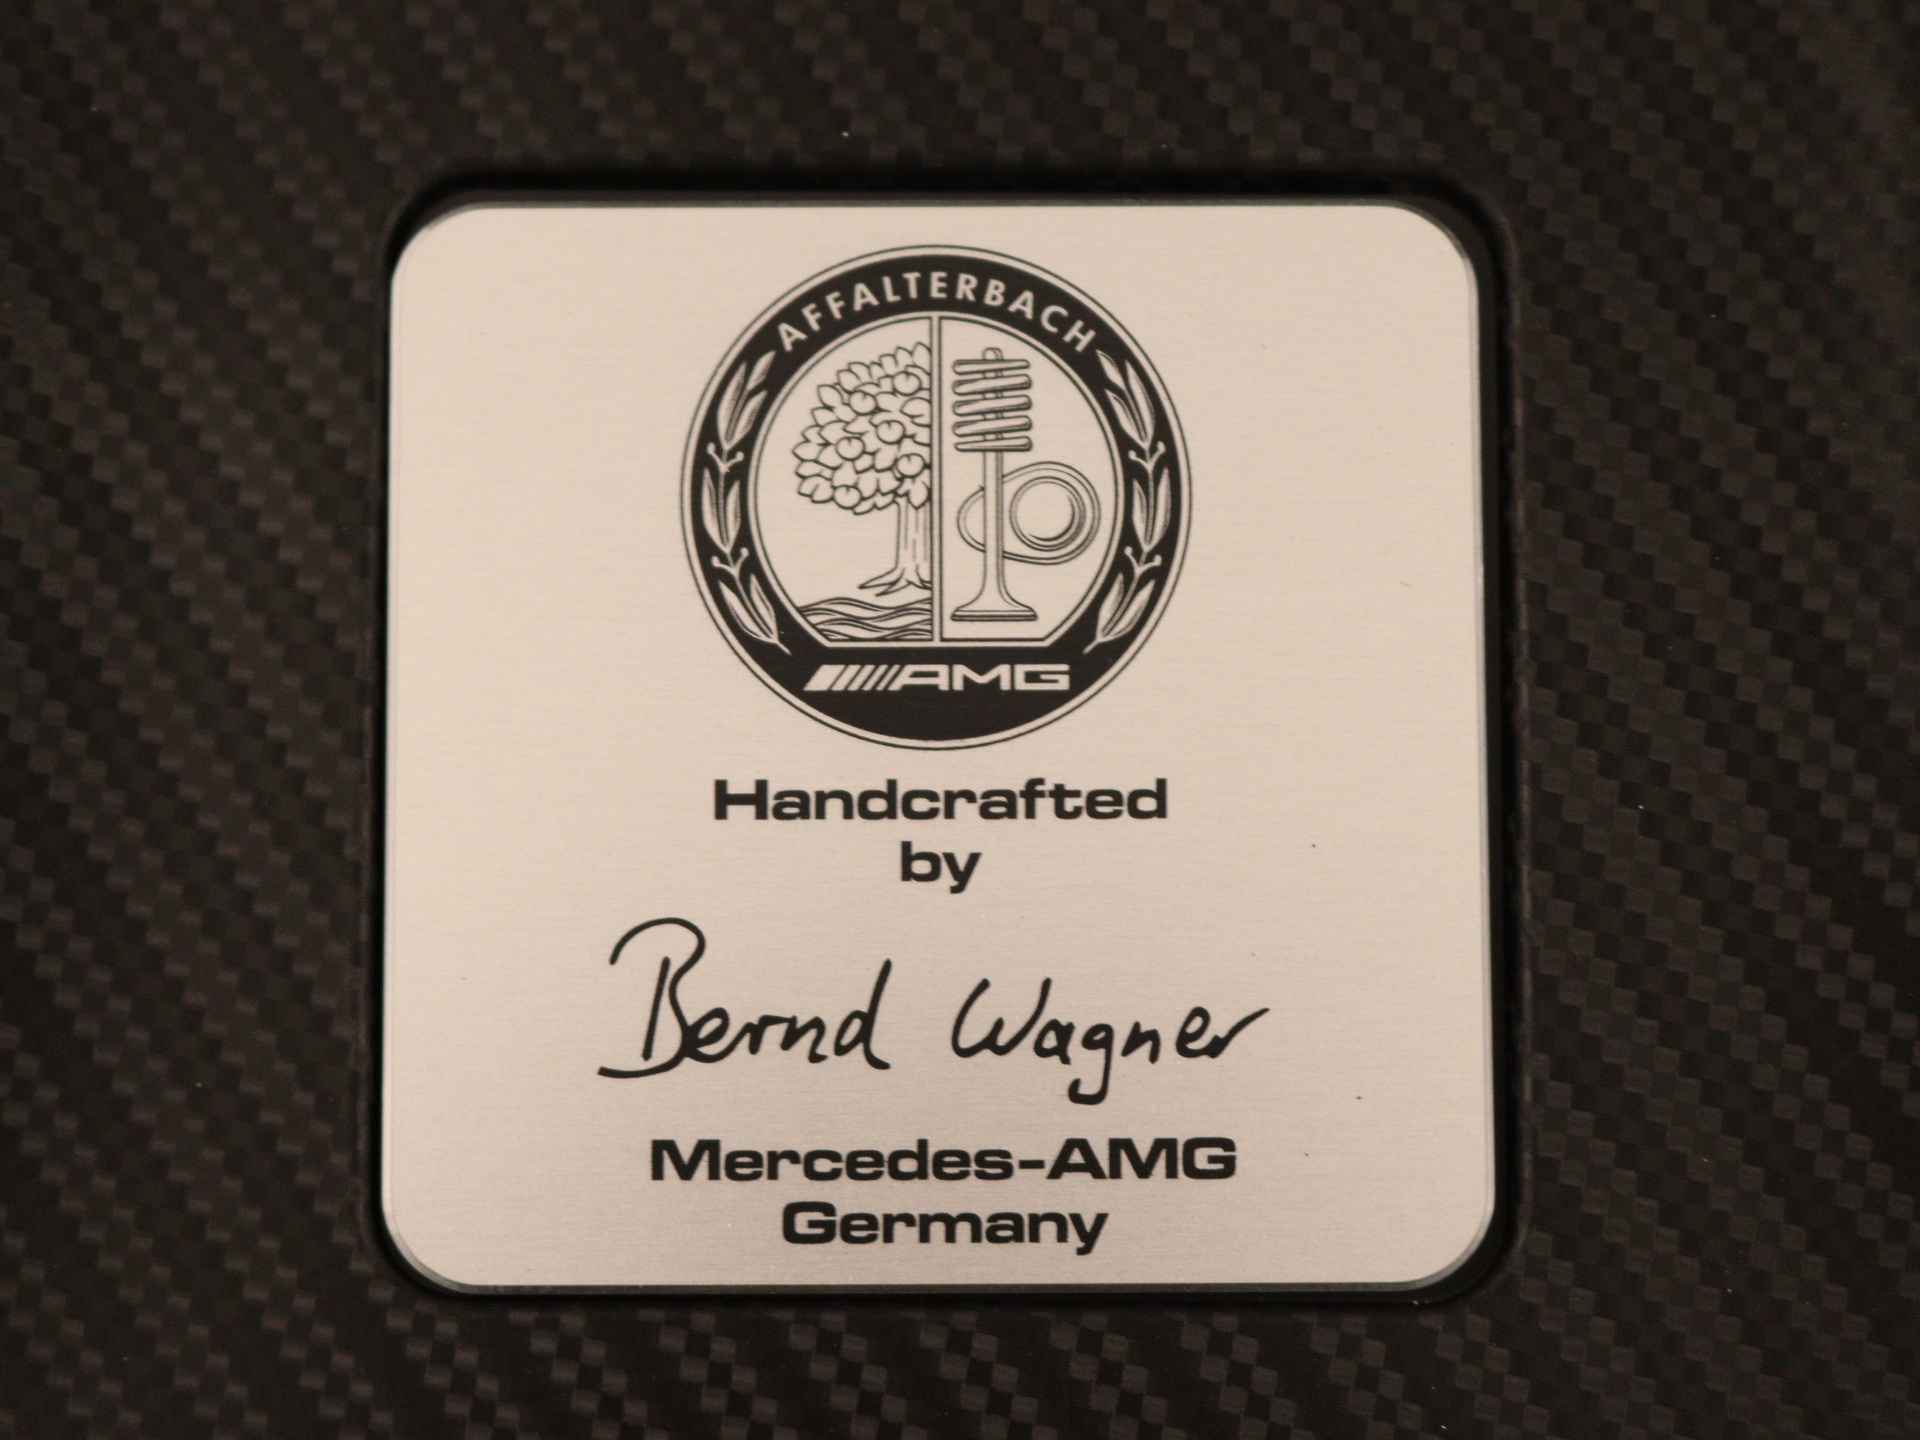 AFFALTERBACH
AMG
Handcrafted
by
Bernd Wagner
Mercedes-AMG
Germany